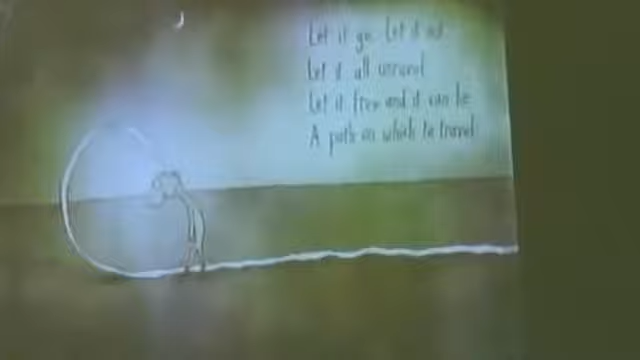 Let it go. Let it out.
Let it all unravel.
Let it free and it can be
A path on which to travel.